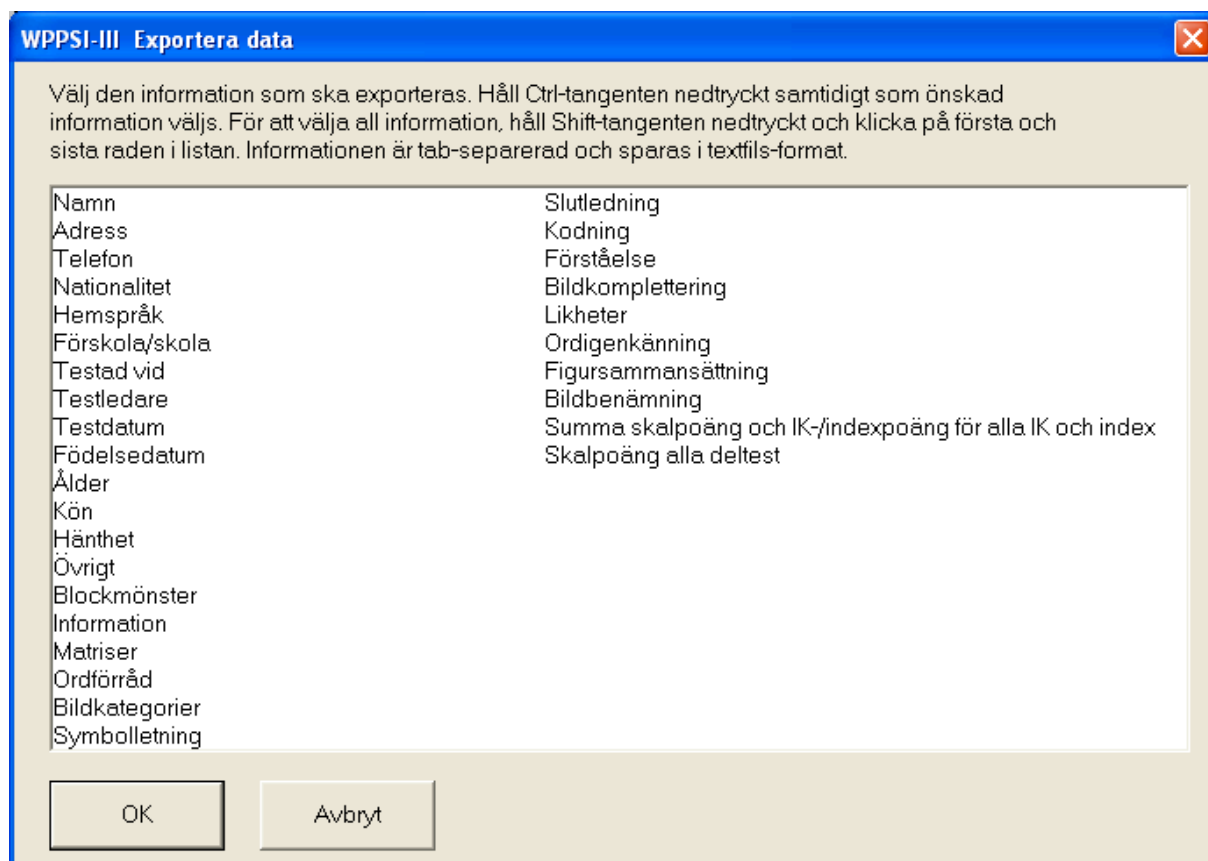 WPPSI-III Exportera data
Välj den information som ska exporteras. Håll Ctrl-tangenten nedtryckt samtidigt som önskad
information väljs. För att välja all information, håll Shift-tangenten nedtryckt och klicka på första och
sista raden i listan. Informationen är tab-separerad och sparas i textfils-format.
Namn
Adress
Telefon
Nationalitet
Hemspråk
Förskola/skola
Testad vid
Testledare
Testdatum
Födelsedatum
Ålder
Kön
Hänthet
Övrigt
Blockmönster
Information
Matriser
Ordförråd
Bildkategorier
Symbolletning
Slutledning
Kodning
Förståelse
Bildkomplettering
Likheter
Ordigenkänning
Figursammansättning
Bildbenämning
Summa skalpoäng och IK-/indexpoäng för alla IK och index
Skalpoäng alla deltest
OK
Avbryt